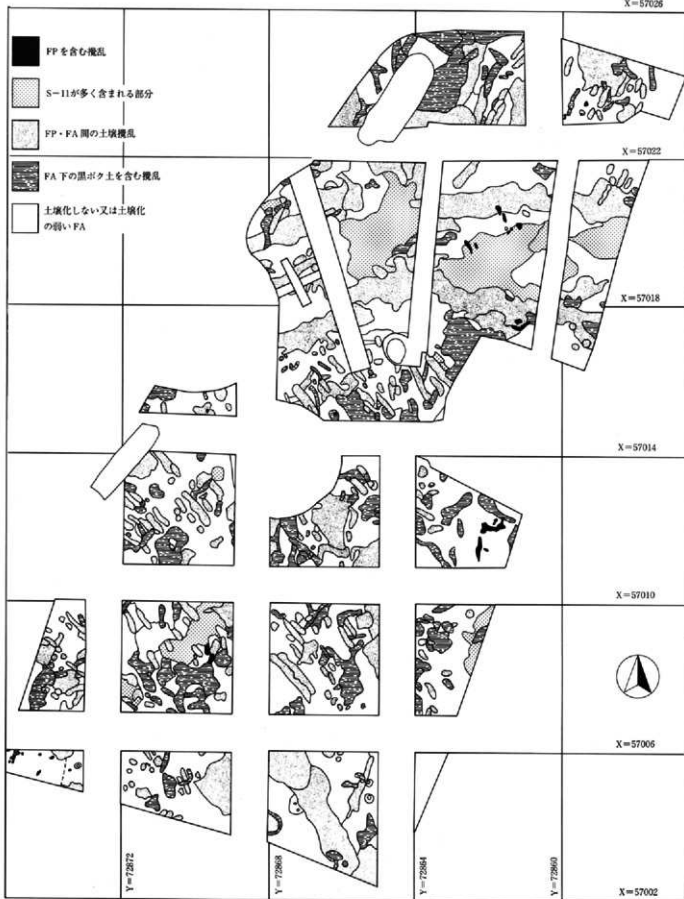 X=57026
FPを含む攪乱
S-11が多く含まれる部分
FP・FA間の土壌攪乱
X=57022
FA下の黒ボク土を含む攪乱
土壌化しない又は土壌化
の弱いFA
X=57018
X=57014
X=57010
X=57006
Y=72872
Y=72868
Y=72864
Y=72860
X=57002